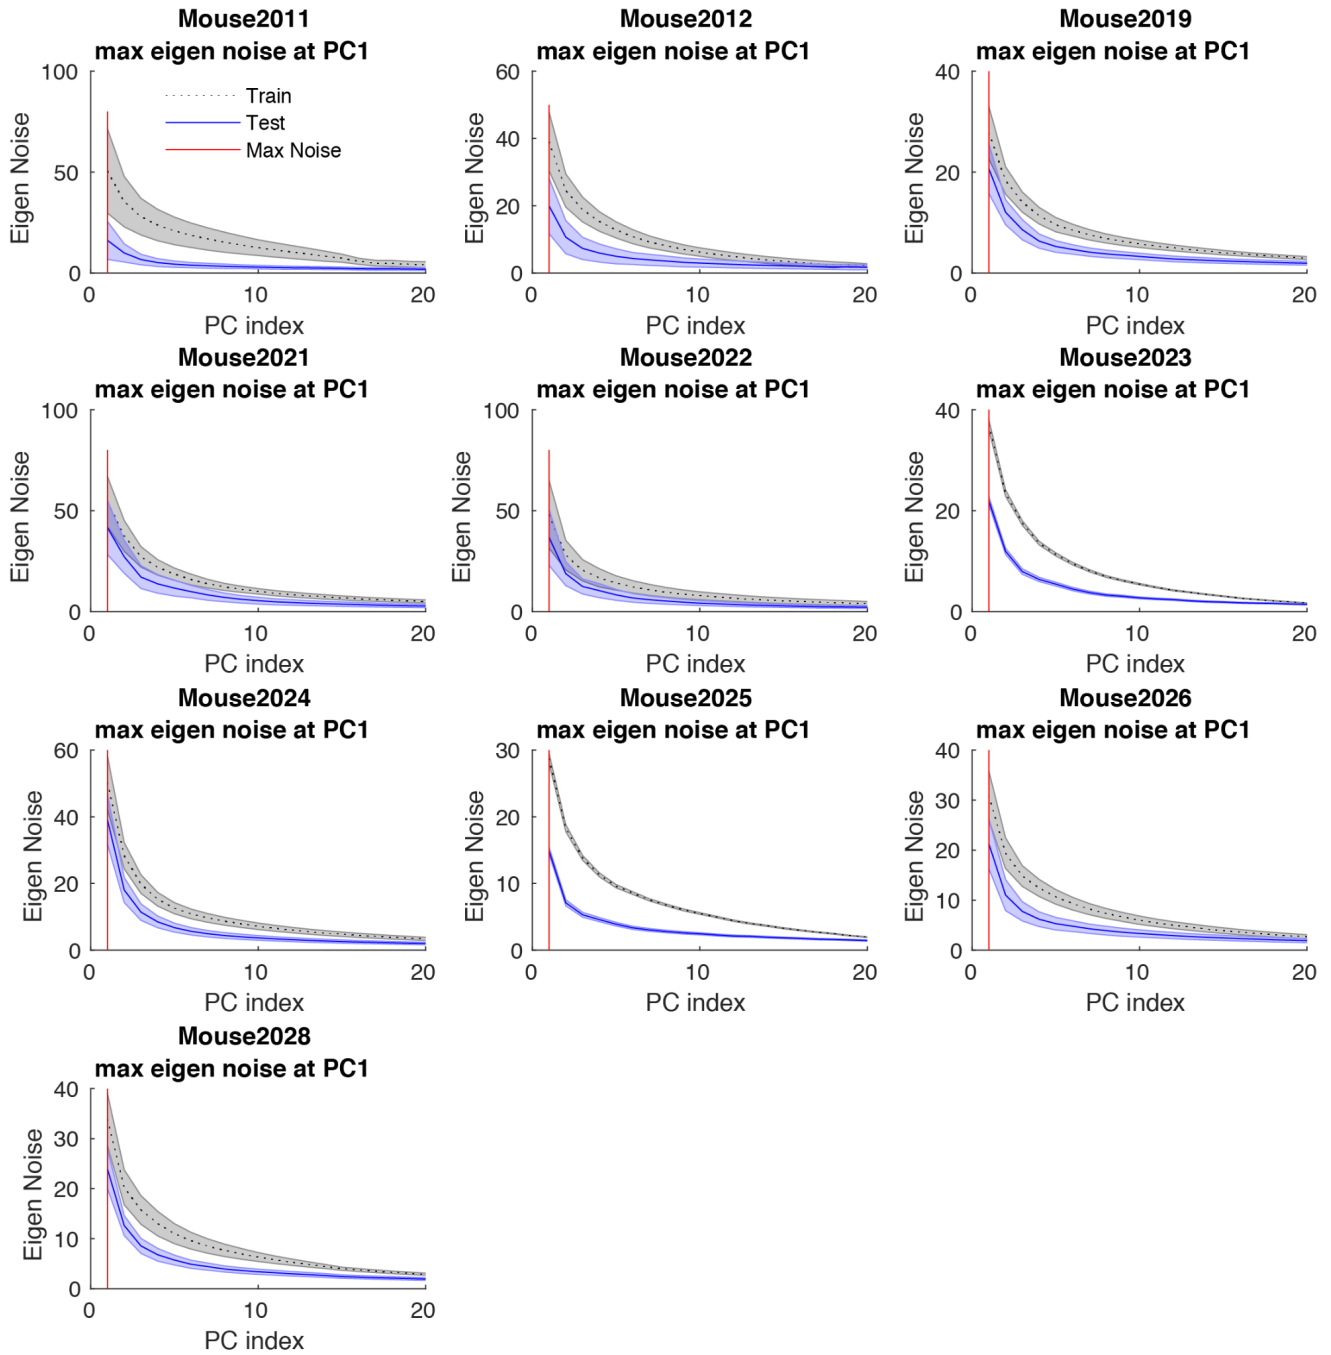 Mouse2011
max eigen noise at PC1
100
50
0
Eigen Noise
Train
Test
Max Noise
0 10 20
PC index
Mouse2012
max eigen noise at PC1
60
40
20
0
Eigen Noise
0 10 20
PC index
Mouse2019
max eigen noise at PC1
40
20
0
Eigen Noise
0 10 20
PC index
Mouse2021
max eigen noise at PC1
100
50
0
Eigen Noise
0 10 20
PC index
Mouse2022
max eigen noise at PC1
100
50
0
Eigen Noise
0 10 20
PC index
Mouse2023
max eigen noise at PC1
40
20
0
Eigen Noise
0 10 20
PC index
Mouse2024
max eigen noise at PC1
60
40
20
0
Eigen Noise
0 10 20
PC index
Mouse2025
max eigen noise at PC1
30
20
10
0
Eigen Noise
0 10 20
PC index
Mouse2026
max eigen noise at PC1
40
30
20
10
0
Eigen Noise
0 10 20
PC index
Mouse2028
max eigen noise at PC1
40
30
20
10
0
Eigen Noise
0 10 20
PC index